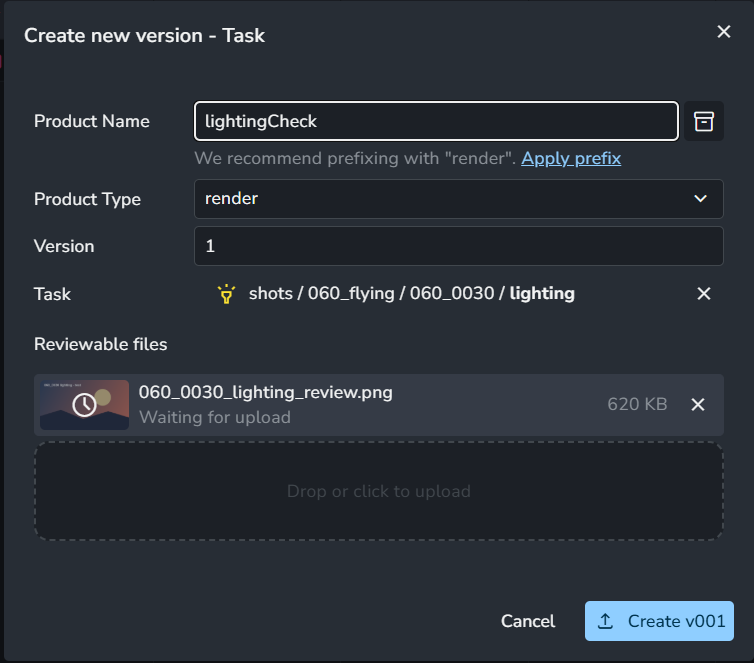 Create new version - Task
Product Name
lightingCheck
We recommend prefixing with "render". Apply prefix
Product Type
render
Version
1
Task
shots / 060_flying / 060_0030 / lighting
Reviewable files
060_0030_lighting_review.png
Waiting for upload
620 KB
Drop or click to upload
Cancel
Create v001